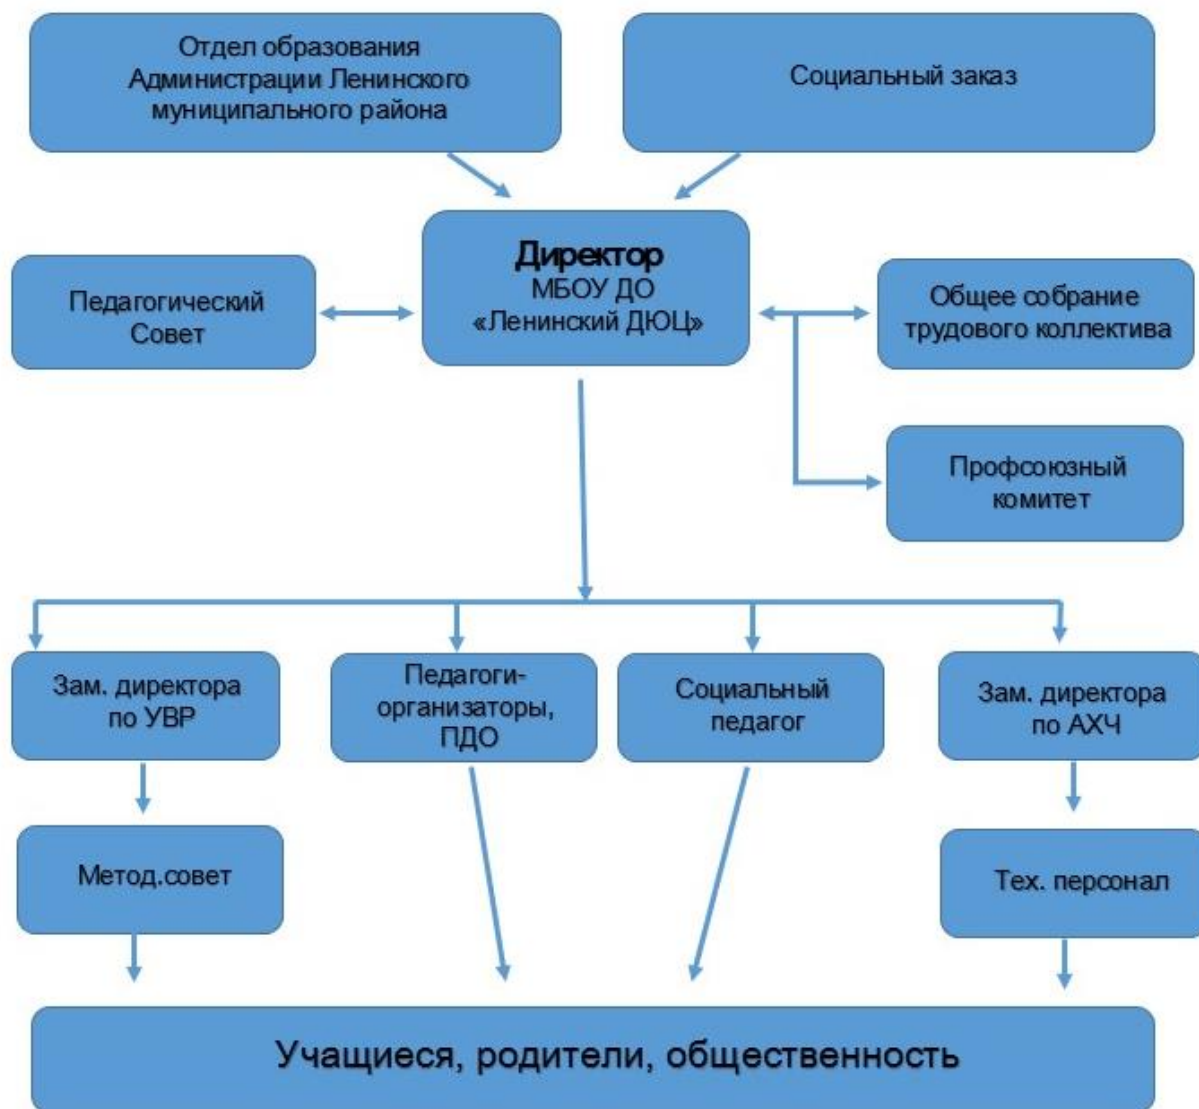 Отдел образования
Администрации Ленинского
муниципального района
Социальный заказ
Директор
МБОУ ДО
«Ленинский ДЮЦ»
Педагогический
Совет
Общее собрание
трудового коллектива
Профсоюзный
комитет
Зам. директора
по УВР
Педагоги-
организаторы,
ПДО
Социальный
педагог
Зам. директора
по АХЧ
Метод.совет
Тех. персонал
Учащиеся, родители, общественность